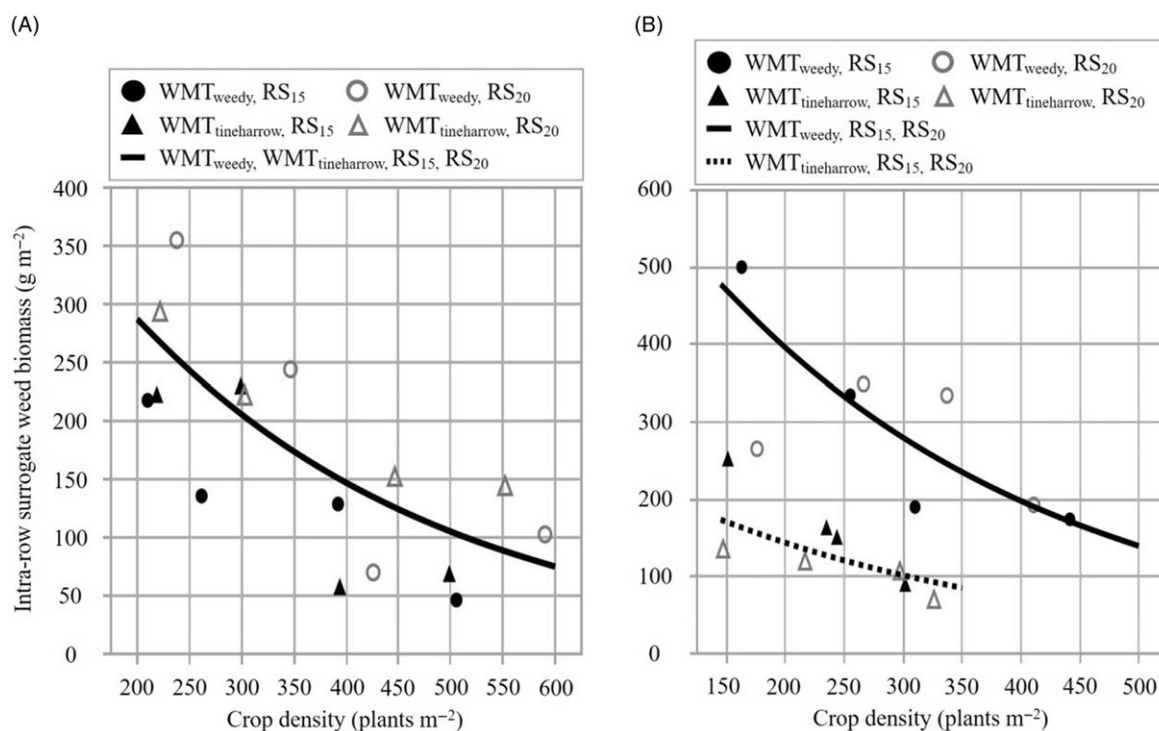 (A)
WMTweedy, RS15 WMTweedy, RS20
WMTtineharrow, RS15 WMTtineharrow, RS20
WMTweedy, WMTtineharrow, RS15, RS20
400
350
300
250
200
150
100
50
0
Intra-row surrogate weed biomass (g m−2)
200 250 300 350 400 450 500 550 600
Crop density (plants m−2)
(B)
WMTweedy, RS15 WMTweedy, RS20
WMTtineharrow, RS15 WMTtineharrow, RS20
WMTweedy, RS15, RS20
WMTtineharrow, RS15, RS20
600
500
400
300
200
100
0
150 200 250 300 350 400 450 500
Crop density (plants m−2)